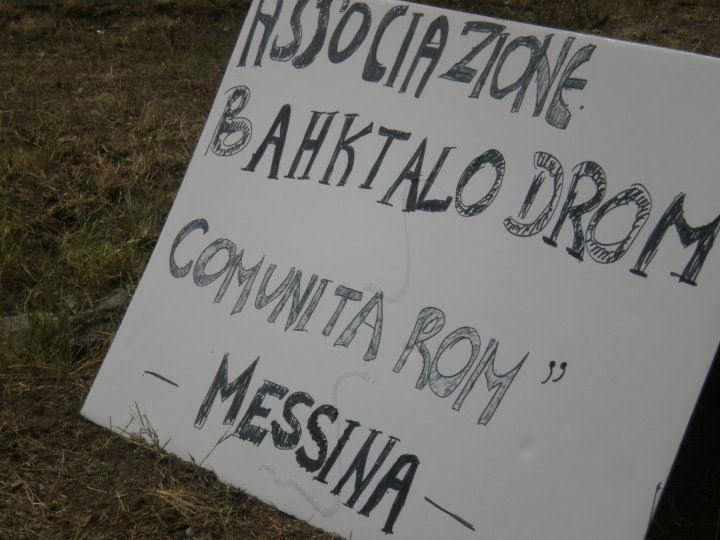 ASSOCIAZIONE
BAHKTALO DROM
COMUNITA ROM”
– MESSINA –